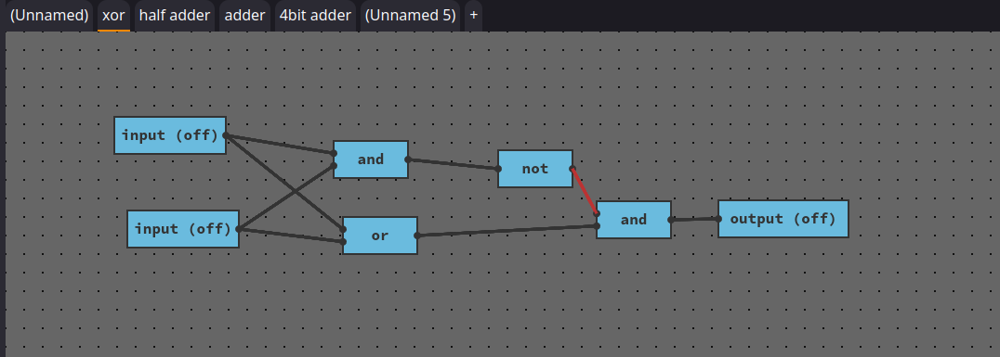 (Unnamed) xor half adder adder 4bit adder (Unnamed 5) +
input (off)
and
not
input (off)
or
and
output (off)